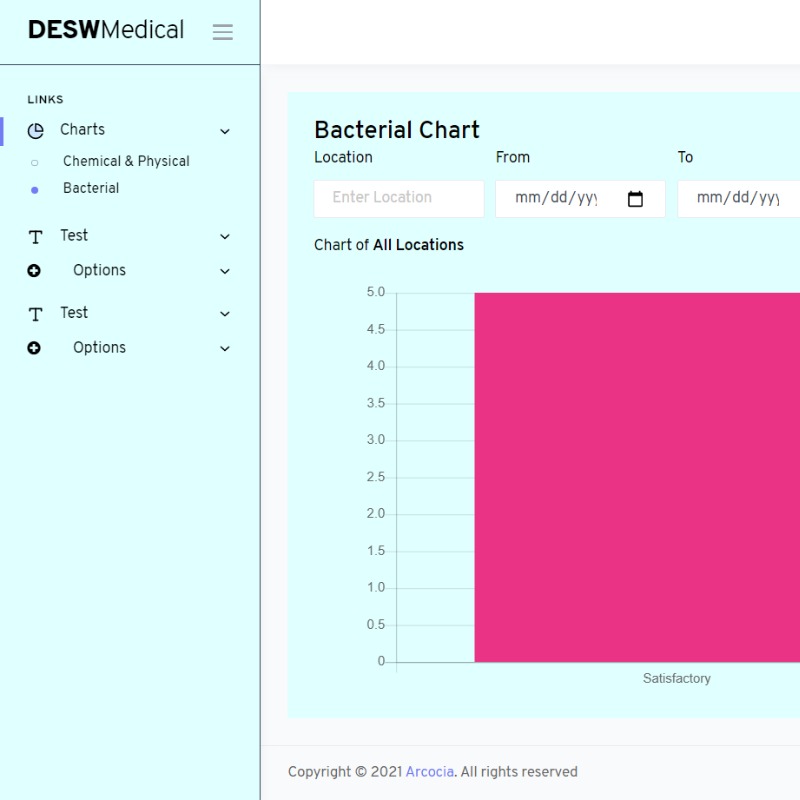 DESWMedical
LINKS
Charts
Chemical & Physical
Bacterial
Test
Options
Test
Options
Bacterial Chart
Location From To
Enter Location mm/dd/yyy mm/dd/yyy
Chart of All Locations
5.0
4.5
4.0
3.5
3.0
2.5
2.0
1.5
1.0
0.5
0
Satisfactory
Copyright © 2021 Arcocia. All rights reserved